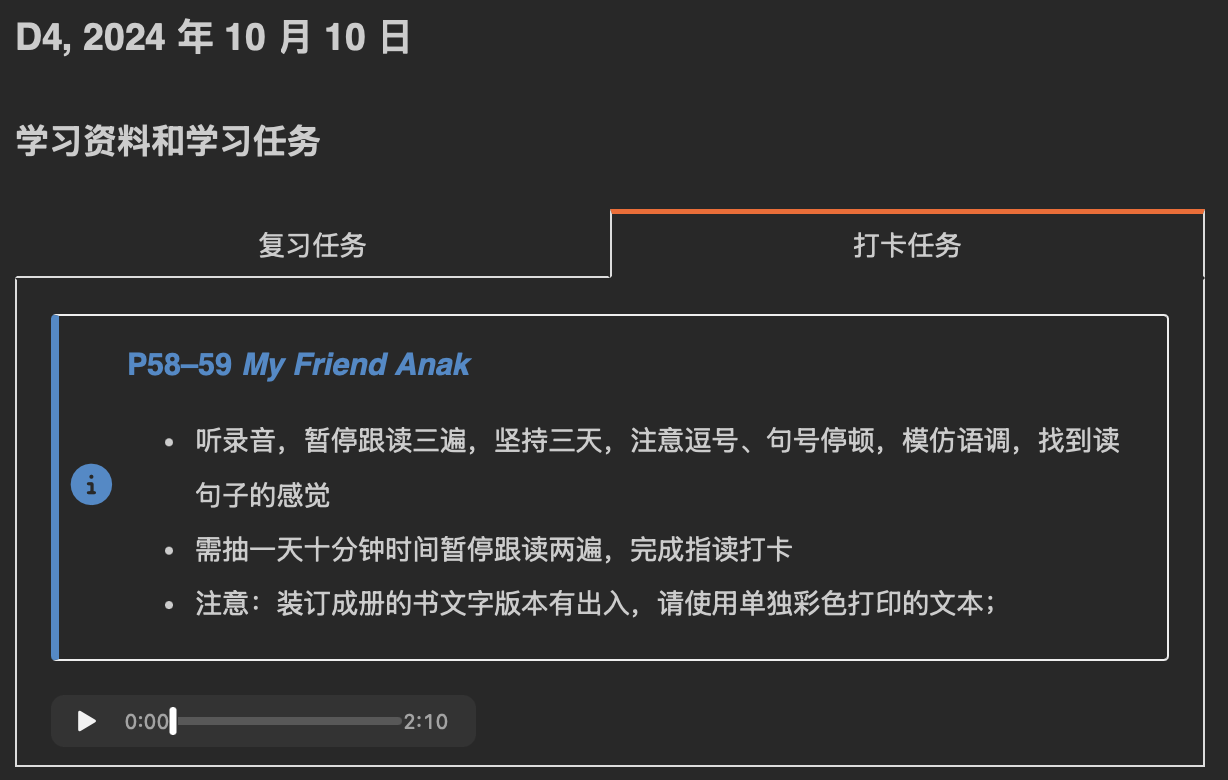 D4, 2024 年 10 月 10 日
学习资料和学习任务
复习任务
打卡任务
P58–59 My Friend Anak
• 听录音，暂停跟读三遍，坚持三天，注意逗号、句号停顿，模仿语调，找到读
句子的感觉
• 需抽一天十分钟时间暂停跟读两遍，完成指读打卡
• 注意：装订成册的书文字版本有出入，请使用单独彩色打印的文本；
0:00
2:10